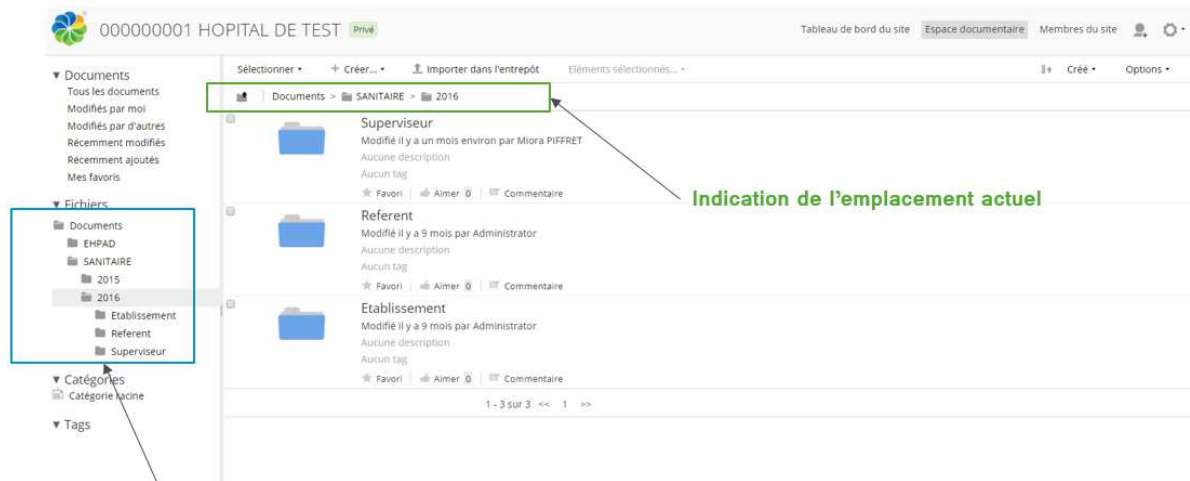 000000001 HOPITAL DE TEST Privé
Tableau de bord du site Espace documentaire Membres du site
▼ Documents
Tous les documents
Modifiés par moi
Modifiés par d'autres
Récemment modifiés
Récemment ajoutés
Mes favoris
▼ Fichiers
Documents
EHPAD
SANITAIRE
2015
2016
Etablissement
Referent
Superviseur
▼ Catégories
Catégorie racine
▼ Tags
Sélectionner + Créer... Importer dans l'entrepôt Eléments sélectionnés... Créé Options
Documents > SANITAIRE > 2016
Superviseur
Modifié il y a un mois environ par Miora PIFFRET
Aucune description
Aucun tag
Favori Aimer 0 Commentaire
Indication de l'emplacement actuel
Referent
Modifié il y a 9 mois par Administrator
Aucune description
Aucun tag
Favori Aimer 0 Commentaire
Etablissement
Modifié il y a 9 mois par Administrator
Aucune description
Aucun tag
Favori Aimer 0 Commentaire
1 - 3 sur 3 << 1 >>